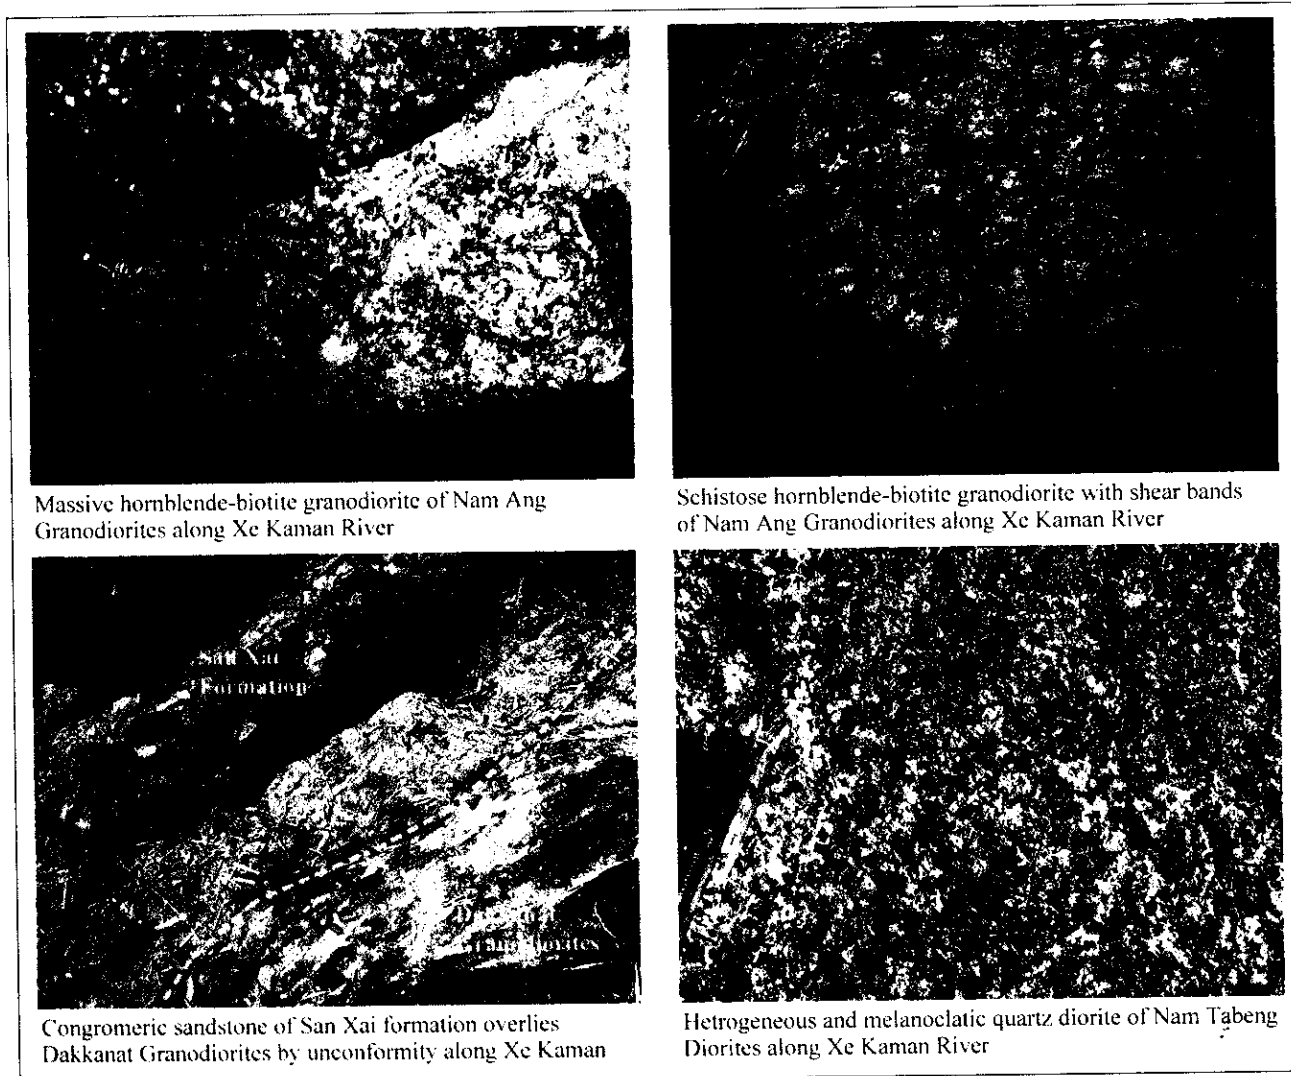 Massive hornblende-biotite granodiorite of Nam Ang
Granodiorites along Xe Kaman River
Schistose hornblende-biotite granodiorite with shear bands
of Nam Ang Granodiorites along Xe Kaman River
San Xai
Formation
Congromeric sandstone of San Xai formation overlies
Dakkanat Granodiorites by unconformity along Xe Kaman
Hetrogeneous and melanoclatic quartz diorite of Nam Tabeng
Diorites along Xe Kaman River